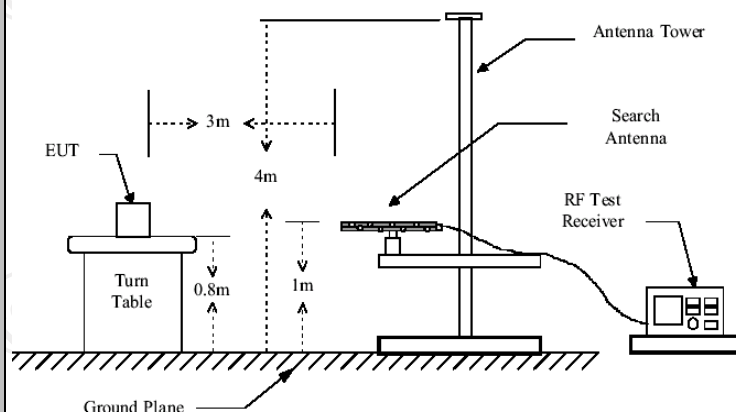 Antenna Tower
Search
Antenna
3m
EUT
4m
RF Test
Receiver
Turn
Table
0.8m
1m
Ground Plane